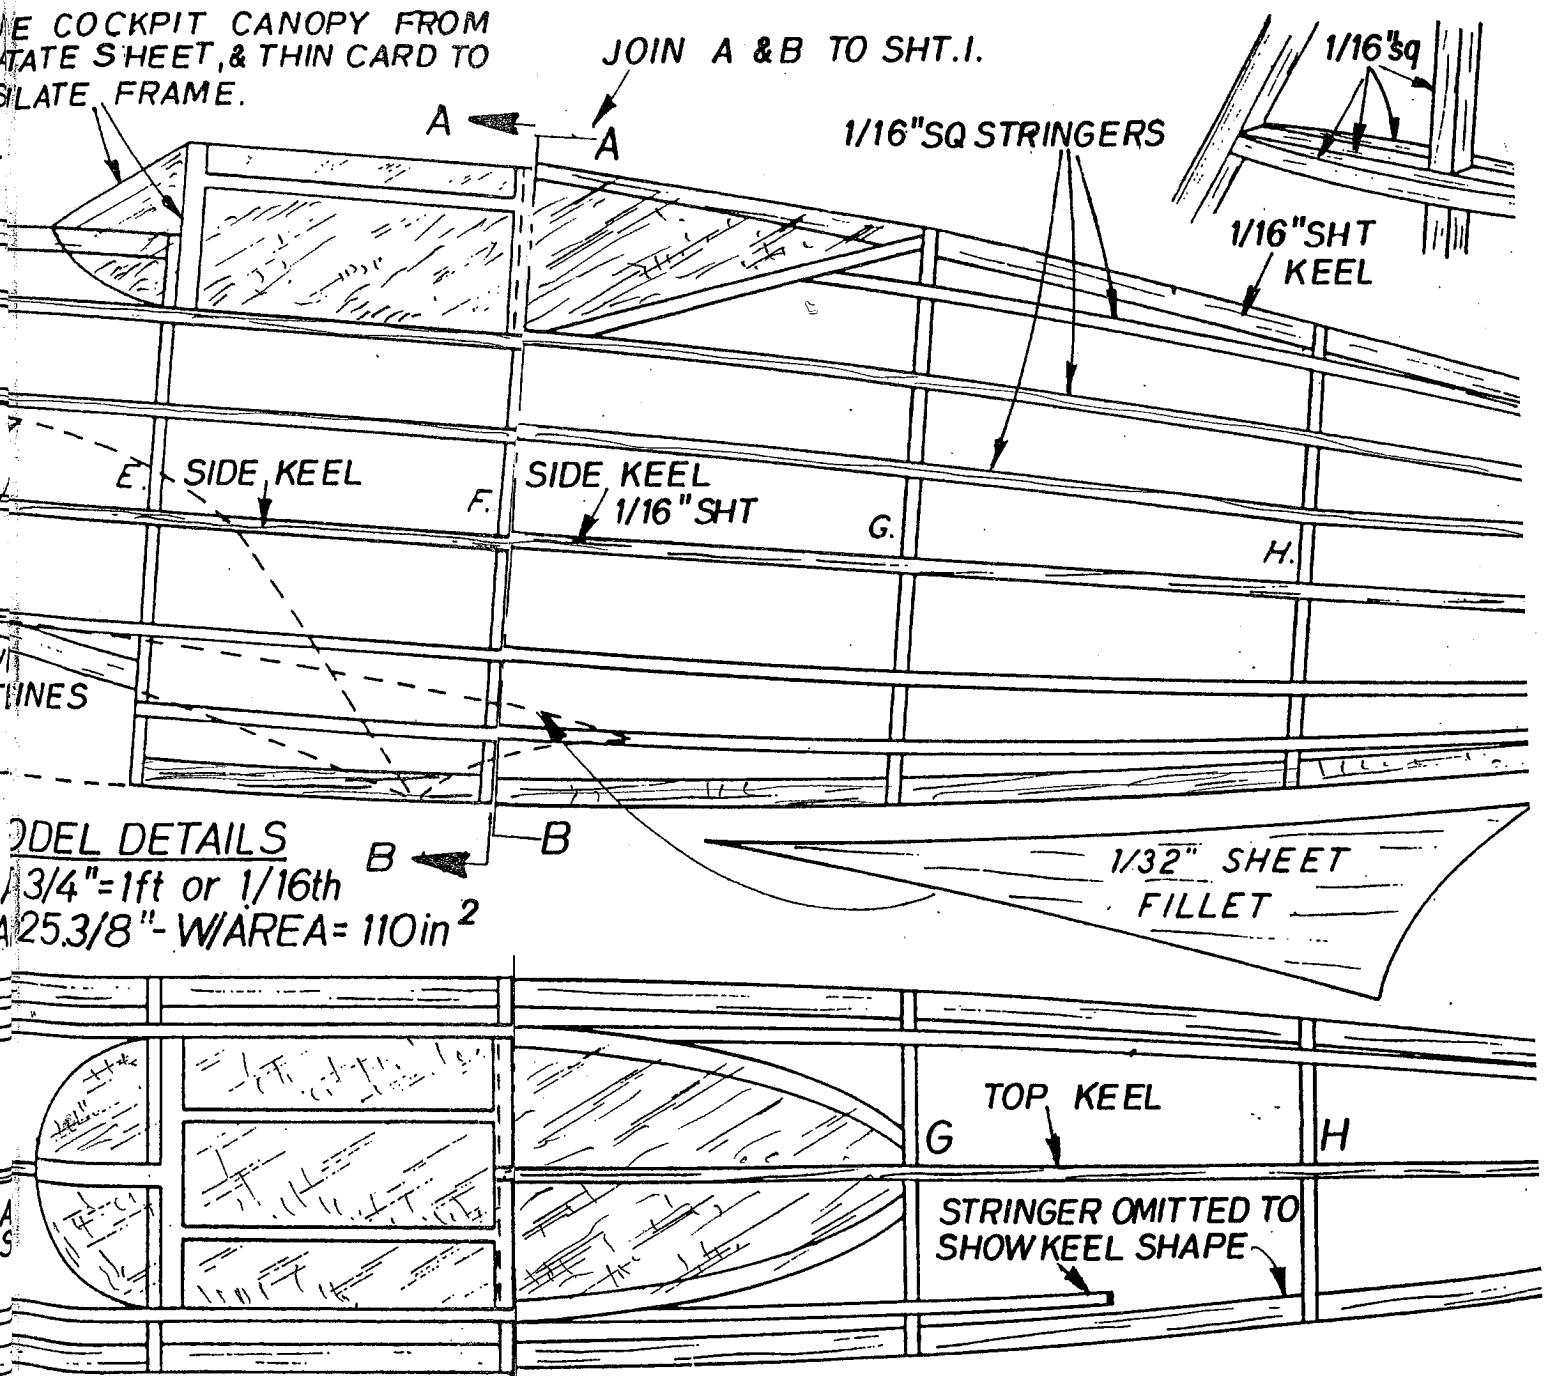 E COCKPIT CANOPY FROM
TATE SHEET, & THIN CARD TO
LATE FRAME.
JOIN A & B TO SHT.1.
1/16"sq
A
A
1/16"SQ STRINGERS
1/16"SHT
KEEL
E.
SIDE KEEL
F.
SIDE KEEL
1/16"SHT
G.
H.
INES
B
B
ODEL DETAILS
3/4"=1ft or 1/16th
25.3/8"- W/AREA= 110in²
1/32" SHEET
FILLET
TOP KEEL
G
H
STRINGER OMITTED TO
SHOW KEEL SHAPE